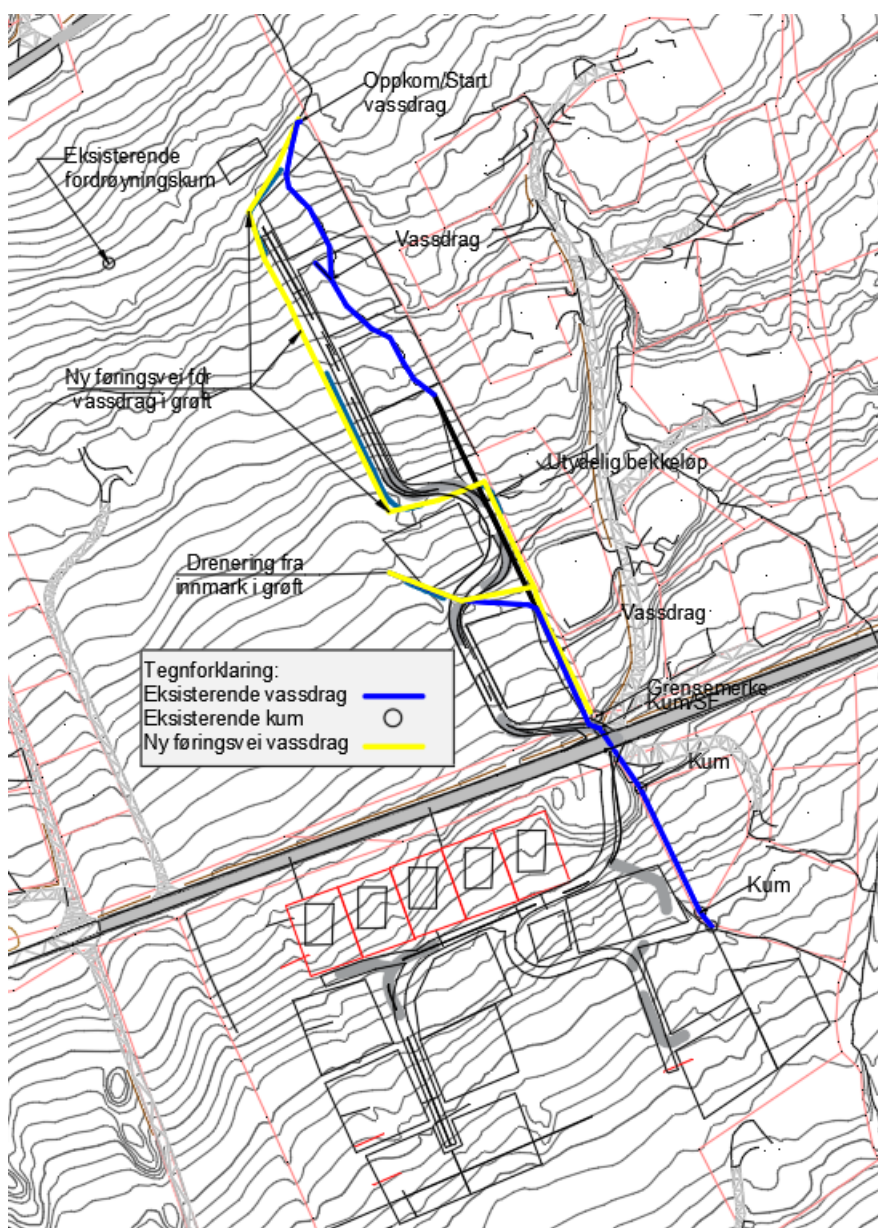 Oppkom/Start
vassdrag
Eksisterende
fordrøyningskum
Vassdrag
Ny føringsvei for
vassdrag i grøft
Utydelig bekkeløp
Drenering fra
innmark i grøft
Vassdrag
Tegnforklaring:
Eksisterende vassdrag
Eksisterende kum
Ny føringsvei vassdrag
Grensemerke
Kum/SF
Kum
Kum